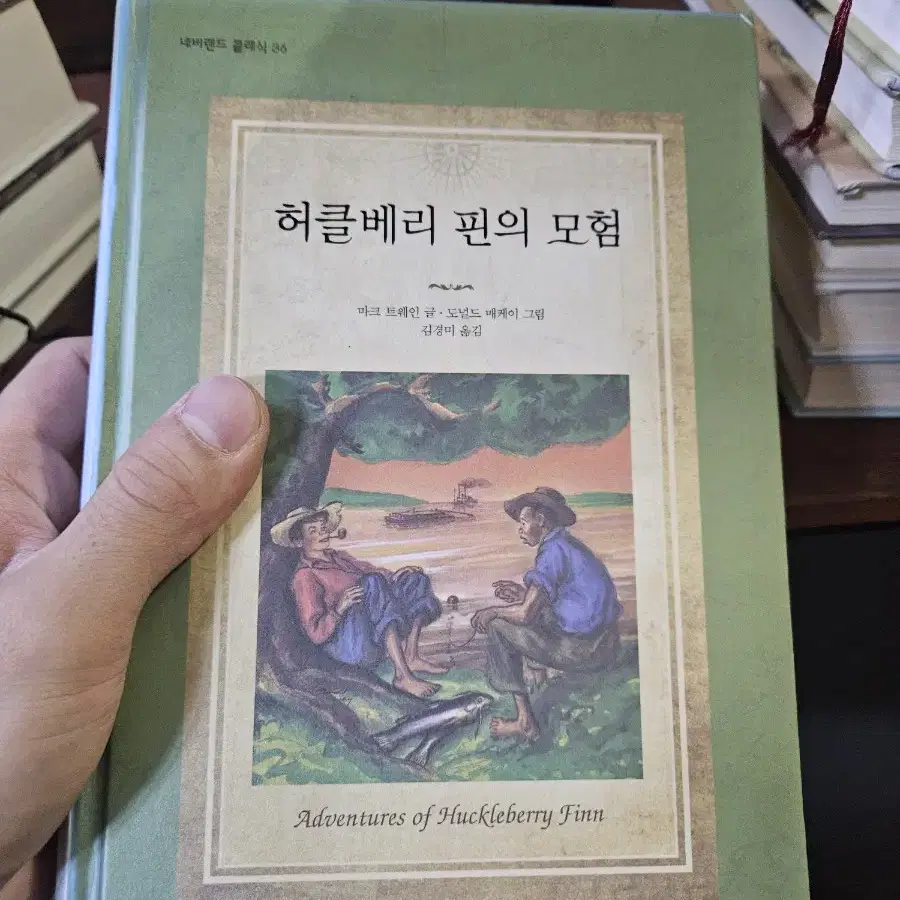 네버랜드 클래식 36
허클베리 핀의 모험
마크 트웨인 글 · 도널드 매케이 그림
김경미 옮김
Adventures of Huckleberry Finn